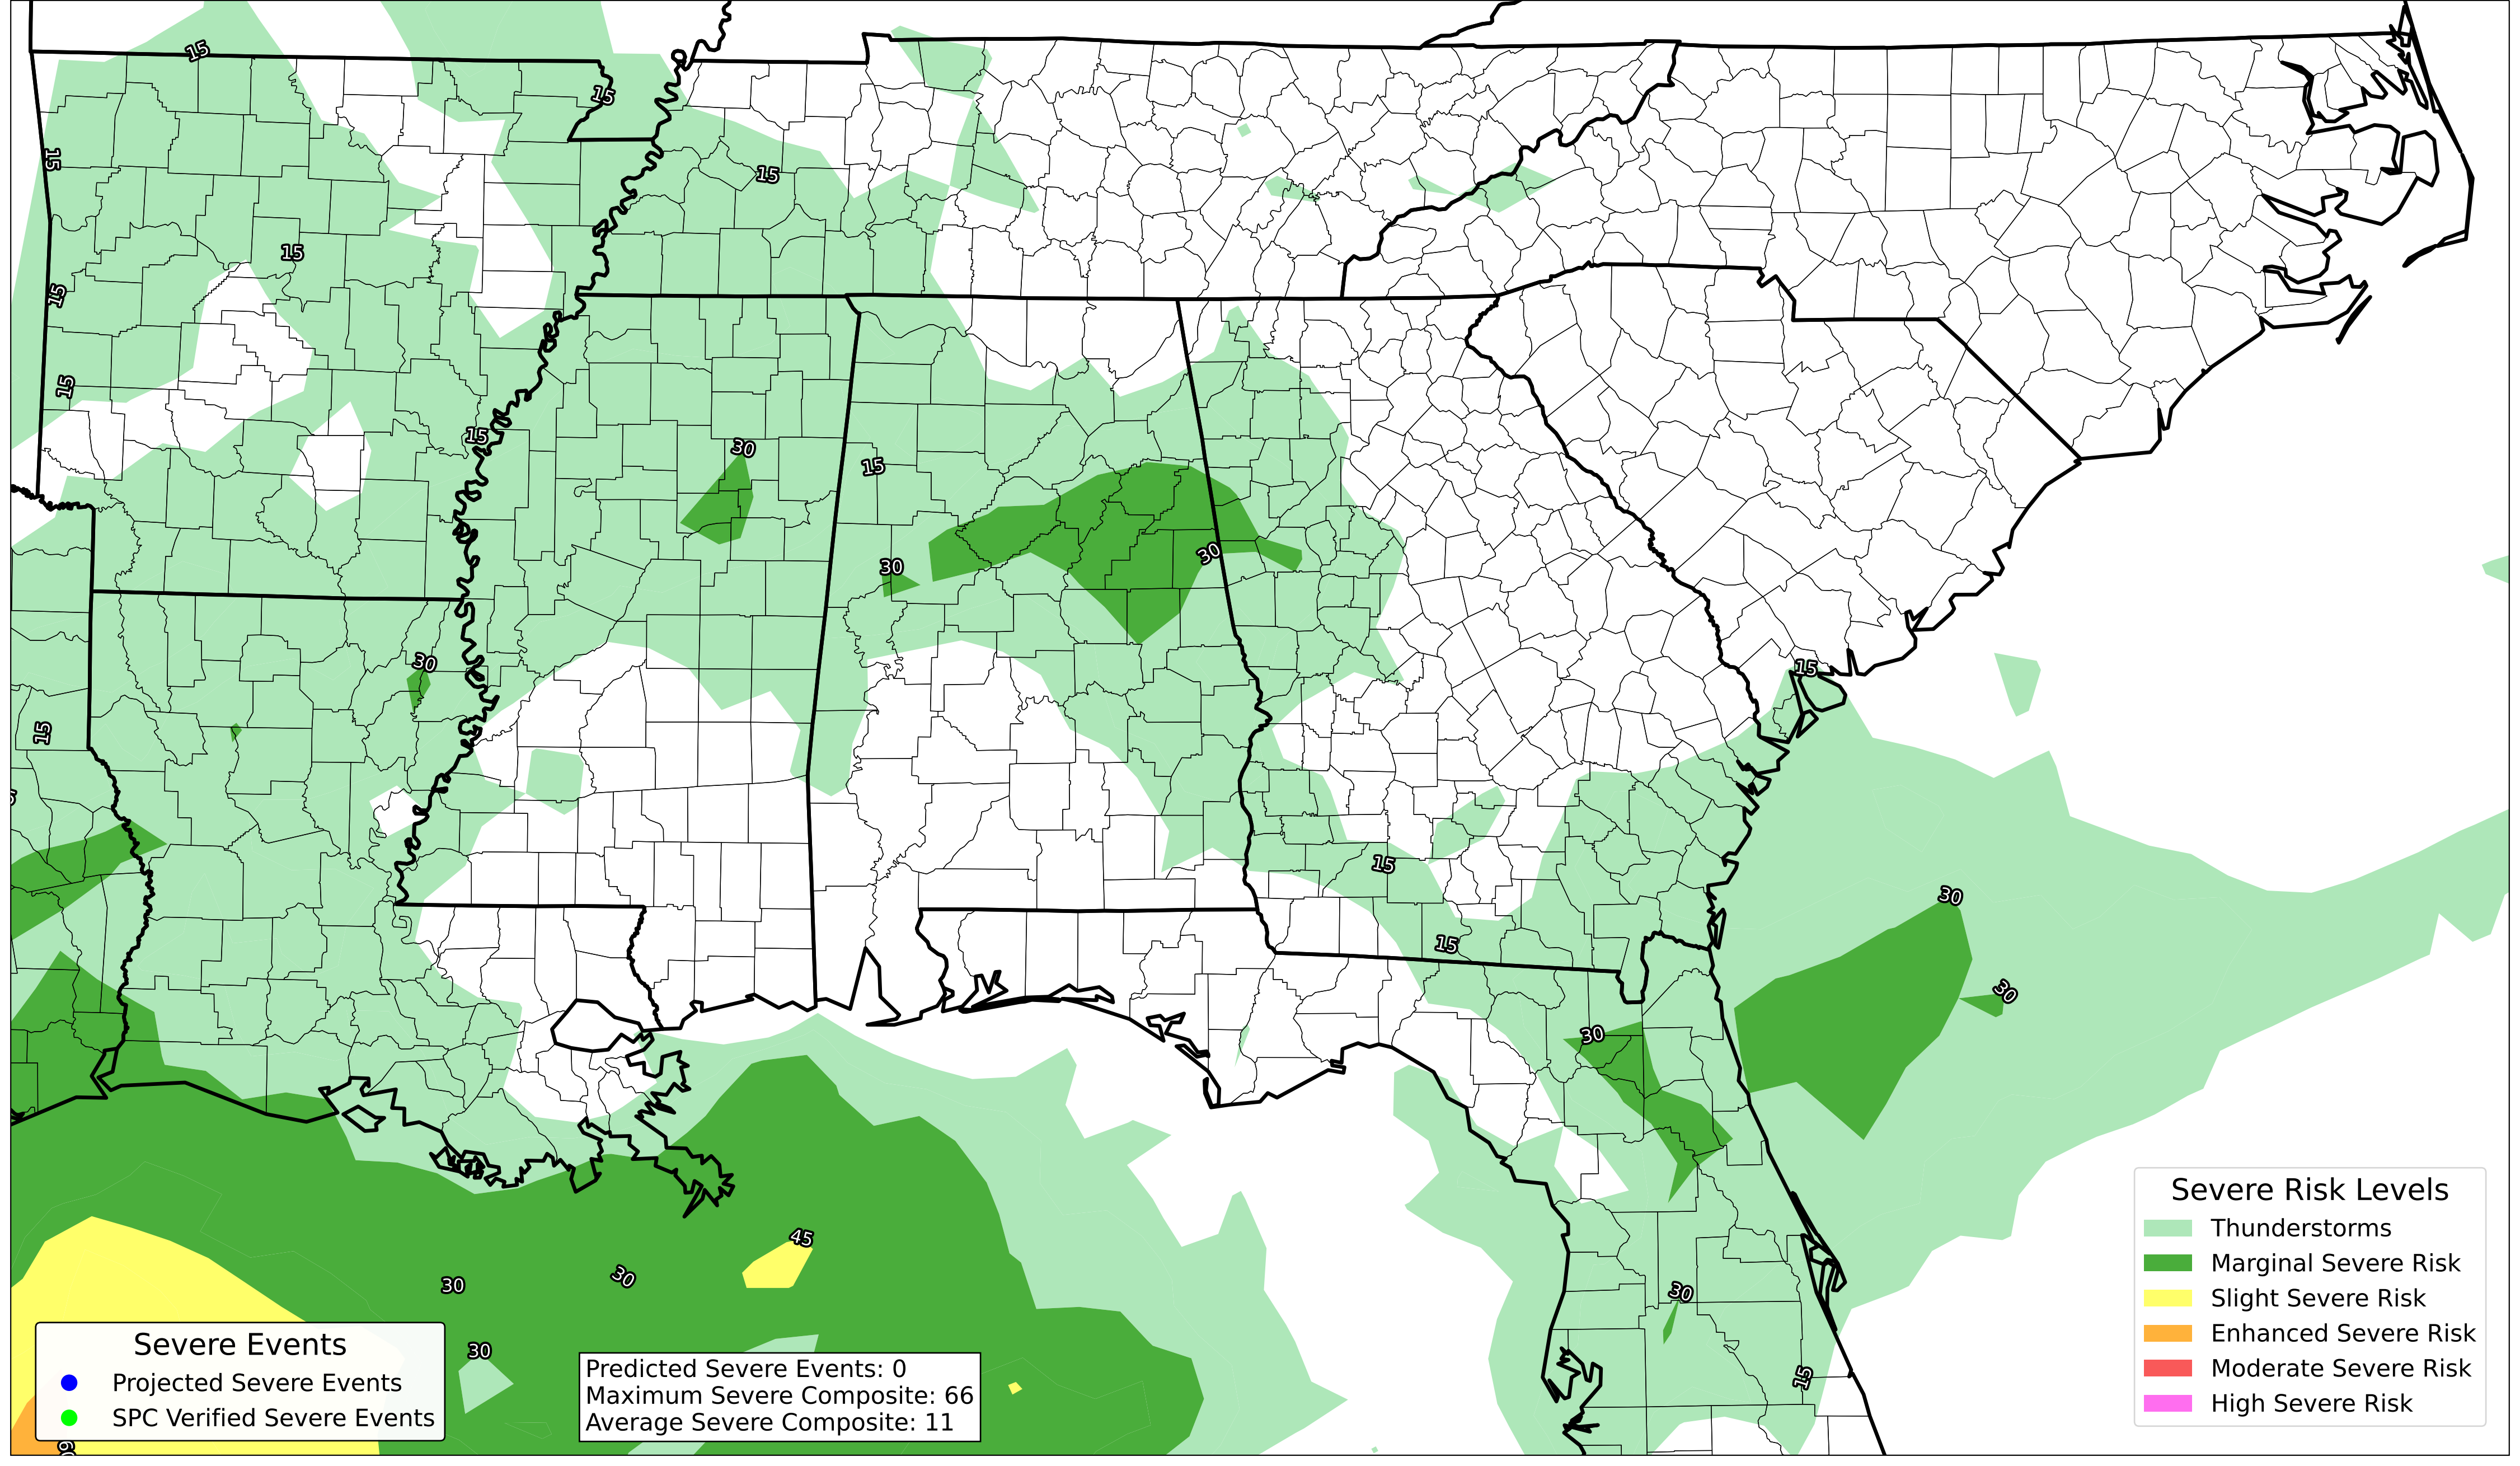 15
15
15
15
15
15
15
15
30
15
30
30
30
15
15
30
15
15
30
30
30
45
30
30
30
30
15
Severe Risk Levels
Thunderstorms
Marginal Severe Risk
Slight Severe Risk
Enhanced Severe Risk
Moderate Severe Risk
High Severe Risk
Severe Events
Projected Severe Events
SPC Verified Severe Events
Predicted Severe Events: 0
Maximum Severe Composite: 66
Average Severe Composite: 11